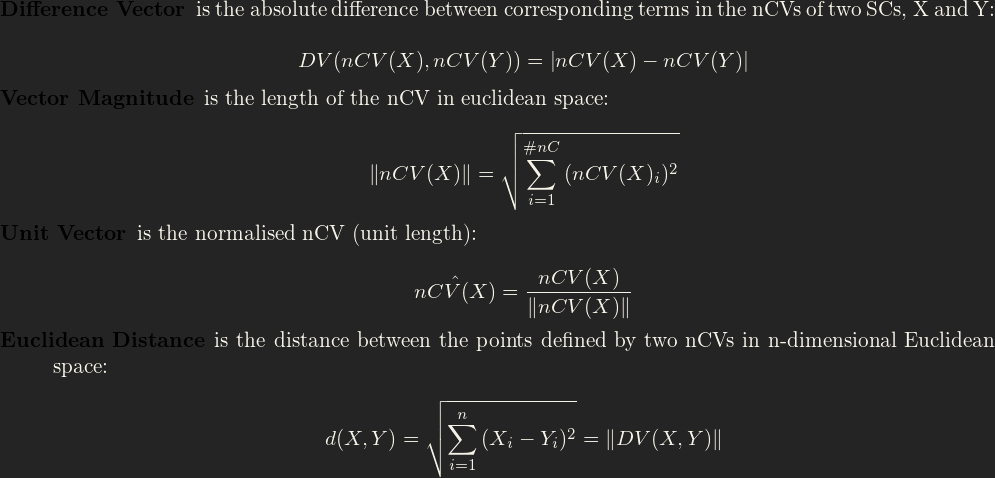 Difference Vector is the absolute difference between corresponding terms in the nCVs of two SCs, X and Y:
DV(nCV(X), nCV(Y)) = |nCV(X) − nCV(Y)|
Vector Magnitude is the length of the nCV in euclidean space:
‖nCV(X)‖ = √(∑_{i=1}^{#nC} (nCV(X)_i)²)
Unit Vector is the normalised nCV (unit length):
nCV̂(X) = nCV(X) / ‖nCV(X)‖
Euclidean Distance is the distance between the points defined by two nCVs in n-dimensional Euclidean
space:
d(X, Y) = √(∑_{i=1}^{n} (X_i − Y_i)²) = ‖DV(X, Y)‖